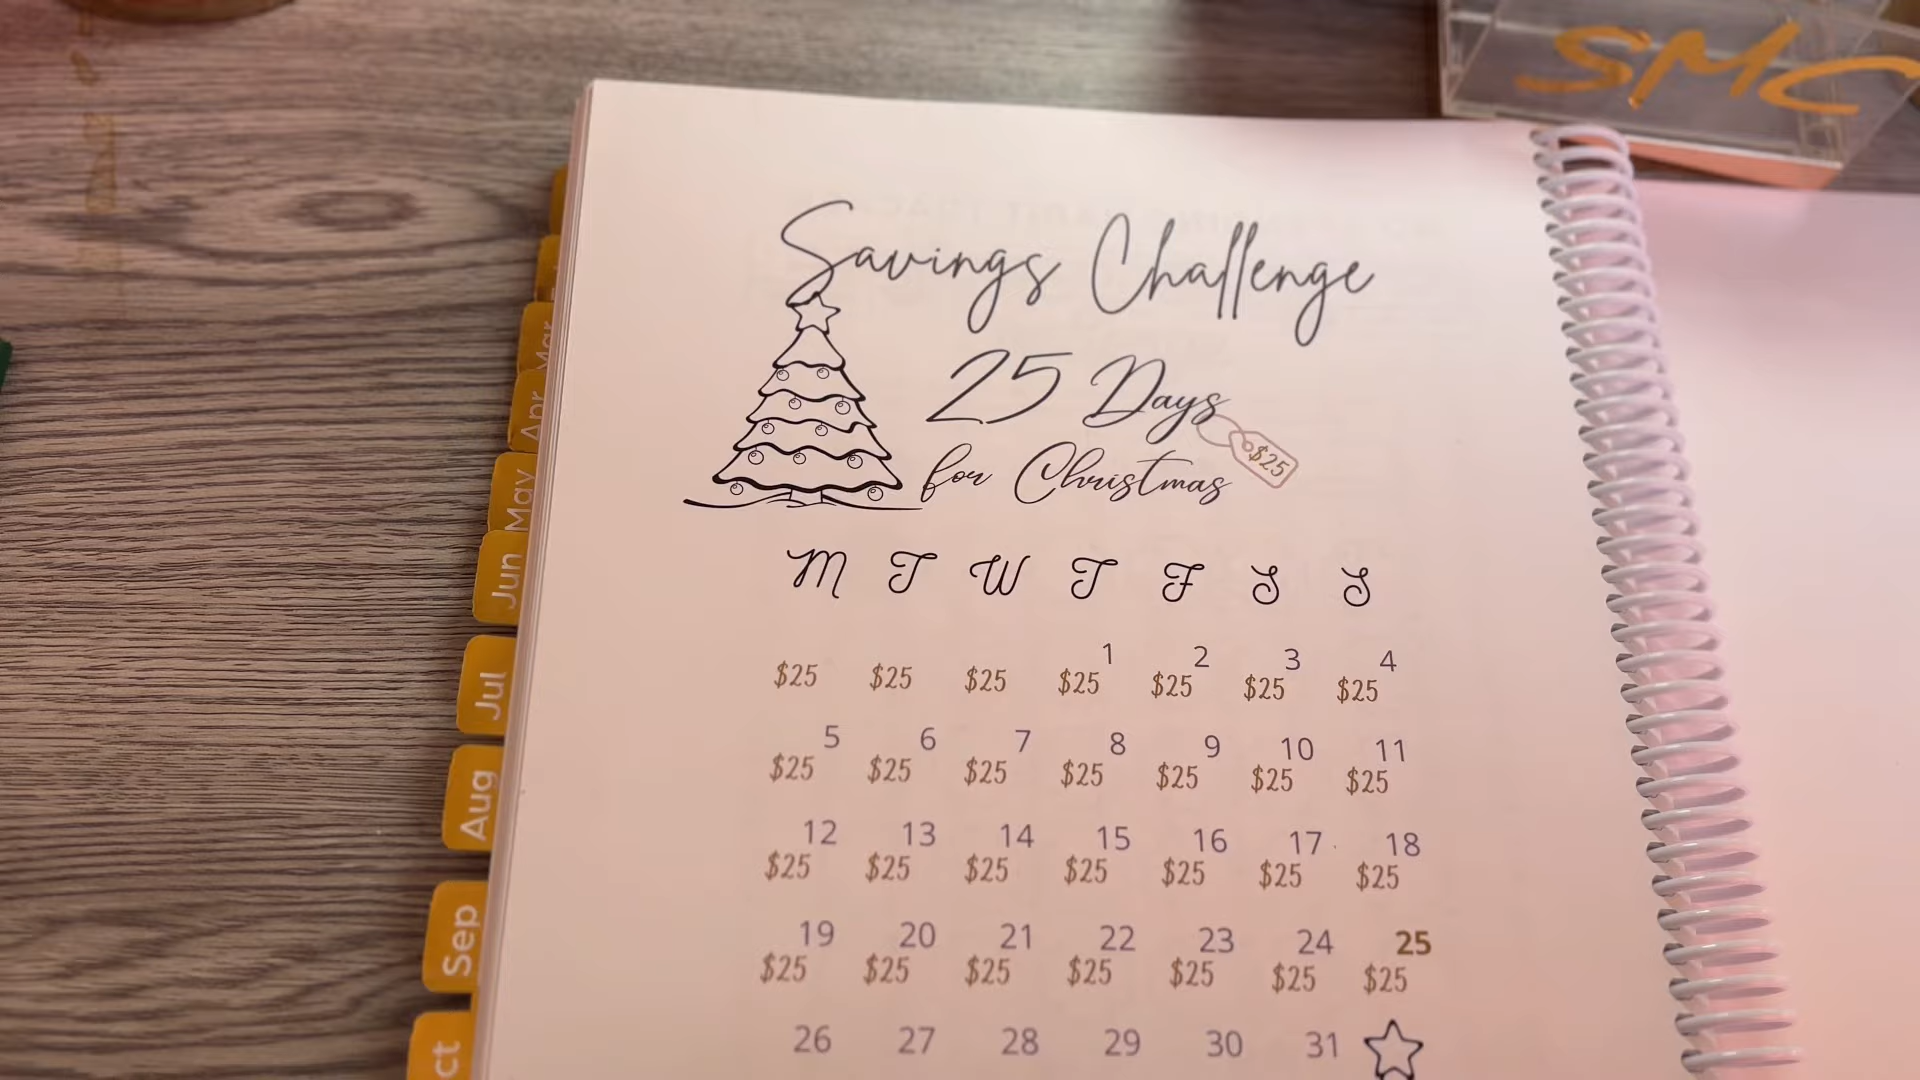 SMC
Savings Challenge
25 Days
$25
for Christmas
M T W T F S S
1 2 3 4
$25 $25 $25 $25 $25 $25 $25
5 6 7 8 9 10 11
$25 $25 $25 $25 $25 $25 $25
12 13 14 15 16 17 18
$25 $25 $25 $25 $25 $25 $25
19 20 21 22 23 24 25
$25 $25 $25 $25 $25 $25 $25
26 27 28 29 30 31
Mar
Apr
May
Jun
Jul
Aug
Sep
ct